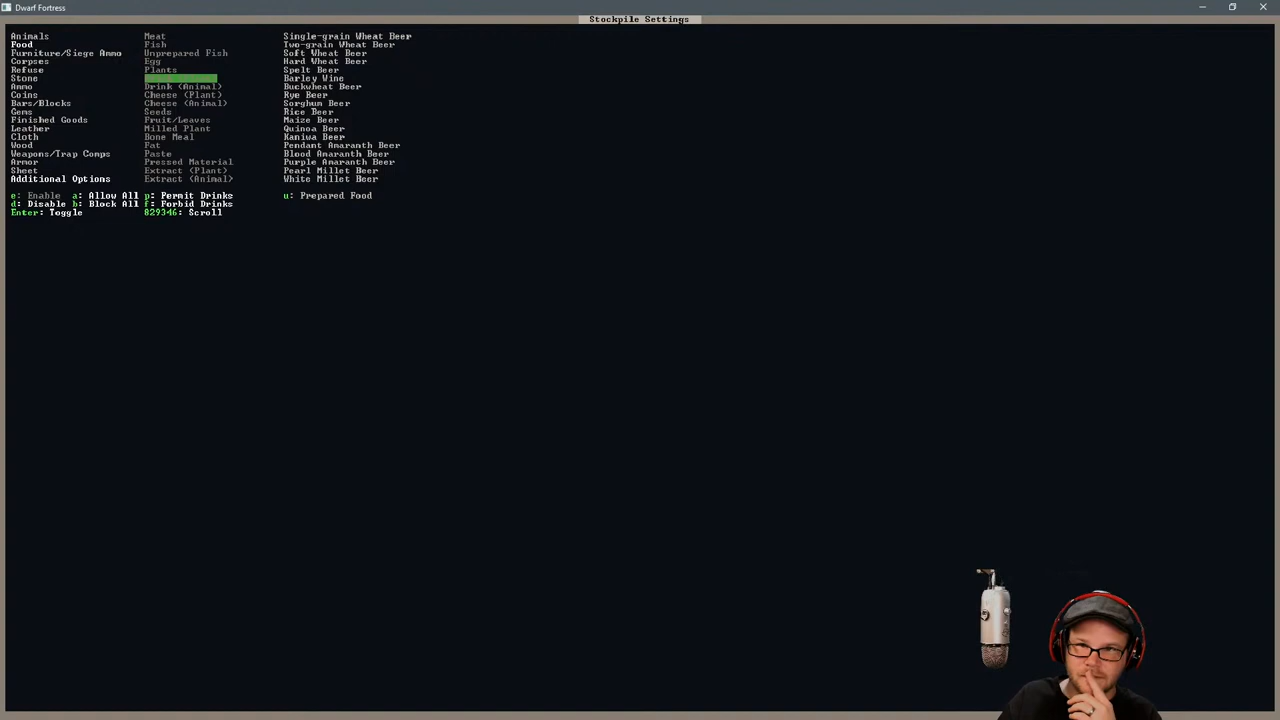 Dwarf Fortress
Stockpile Settings
Animals
Food
Furniture/Siege Ammo
Corpses
Refuse
Stone
Ammo
Coins
Bars/Blocks
Gems
Finished Goods
Leather
Cloth
Wood
Weapons/Trap Comps
Armor
Sheet
Additional Options
Meat
Fish
Unprepared Fish
Egg
Plants
Drink (Animal)
Cheese (Plant)
Cheese (Animal)
Seeds
Fruit/Leaves
Milled Plant
Bone Meal
Fat
Paste
Pressed Material
Extract (Plant)
Extract (Animal)
Single-grain Wheat Beer
Two-grain Wheat Beer
Soft Wheat Beer
Hard Wheat Beer
Spelt Beer
Barley Wine
Buckwheat Beer
Rye Beer
Sorghum Beer
Rice Beer
Maize Beer
Quinoa Beer
Kaniwa Beer
Pendant Amaranth Beer
Blood Amaranth Beer
Purple Amaranth Beer
Pearl Millet Beer
White Millet Beer
e: Enable a: Allow All p: Permit Drinks u: Prepared Food
d: Disable b: Block All f: Forbid Drinks
Enter: Toggle 829346: Scroll